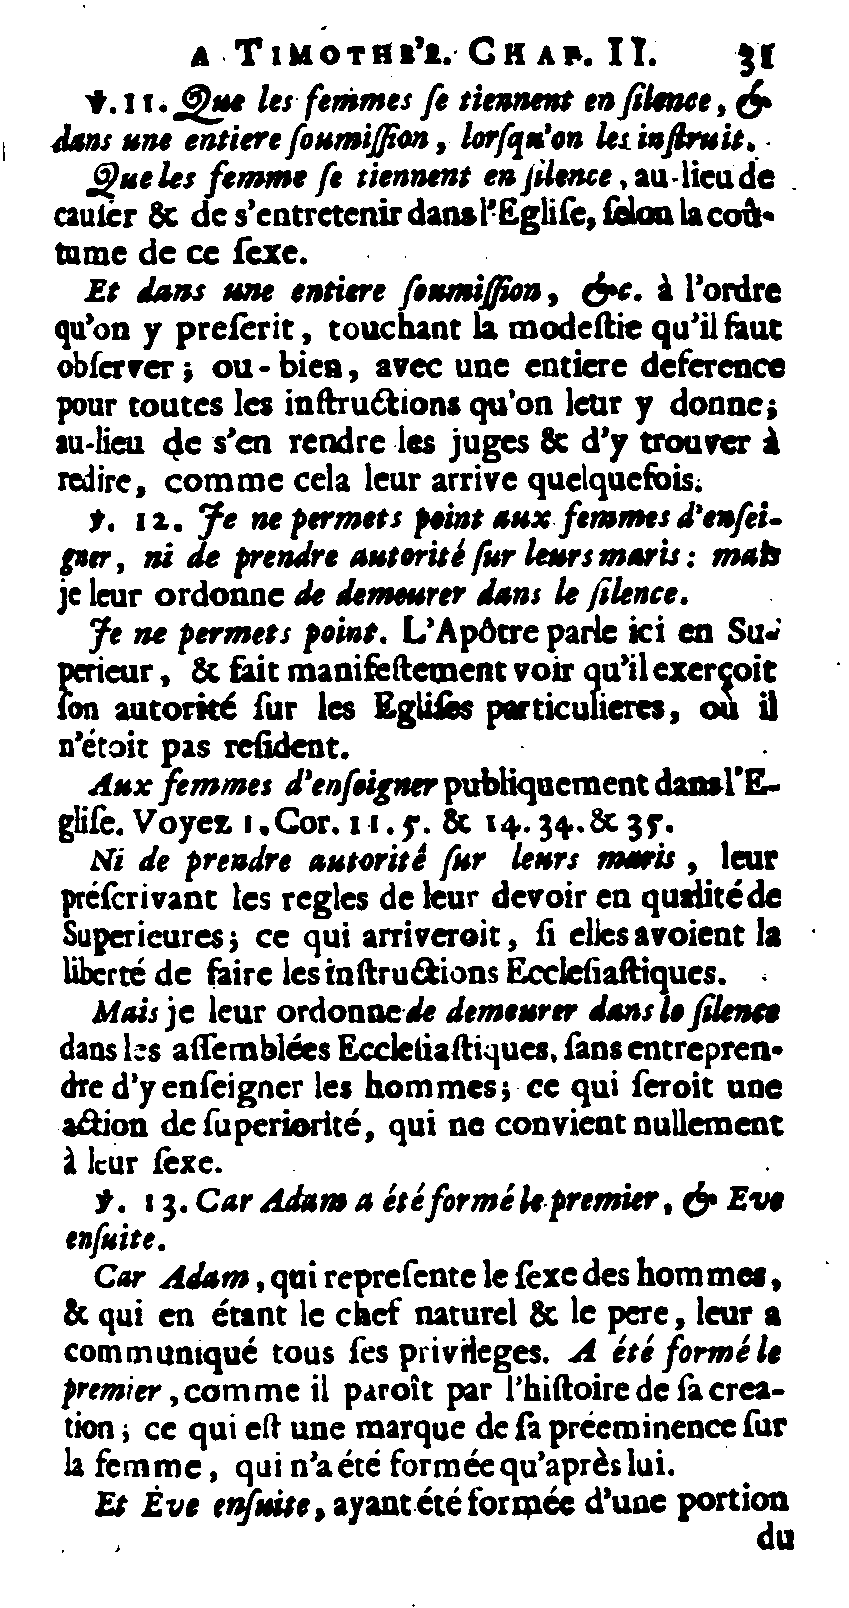 A TIMOTHE'E. CHAP. II. 31
℣. 11. Que les femmes ſe tiennent en ſilence, &
dans une entiere ſoumiſſion, lorſqu'on les inſtruit.
Que les femme ſe tiennent en ſilence, au-lieu de
cauſer & de s'entretenir dans l'Egliſe, ſelon la coû-
tume de ce ſexe.
Et dans une entiere ſoumiſſion, &c. à l'ordre
qu'on y preſerit, touchant la modeſtie qu'il faut
obſerver; ou-bien, avec une entiere deference
pour toutes les inſtructions qu'on leur y donne;
au-lieu de s'en rendre les juges & d'y trouver à
redire, comme cela leur arrive quelquefois.
℣. 12. Je ne permets point aux femmes d'enſei-
gner, ni de prendre autorité ſur leurs maris: mais
je leur ordonne de demeurer dans le ſilence.
Je ne permets point. L'Apôtre parle ici en Su-
perieur, & fait manifeſtement voir qu'il exerçoit
ſon autorité ſur les Egliſes particulieres, où il
n'étoit pas reſident.
Aux femmes d'enſeigner publiquement dans l'E-
gliſe. Voyez 1. Cor. 11. 5. & 14. 34. & 35.
Ni de prendre autorité ſur leurs maris, leur
préſcrivant les regles de leur devoir en qualité de
Superieures; ce qui arriveroit, ſi elles avoient la
liberté de faire les inſtructions Eccleſiaſtiques.
Mais je leur ordonne de demeurer dans le ſilence
dans les aſſemblées Eccleſiaſtiques, ſans entrepren-
dre d'y enſeigner les hommes; ce qui ſeroit une
action de ſuperiorité, qui ne convient nullement
à leur ſexe.
℣. 13. Car Adam a été formé le premier, & Eve
enſuite.
Car Adam, qui repreſente le ſexe des hommes,
& qui en étant le chef naturel & le pere, leur a
communiqué tous ſes privileges. A été formé le
premier, comme il paroît par l'hiſtoire de ſa crea-
tion; ce qui eſt une marque de ſa préeminence ſur
la femme, qui n'a été formée qu'après lui.
Et Eve enſuite, ayant été formée d'une portion
du